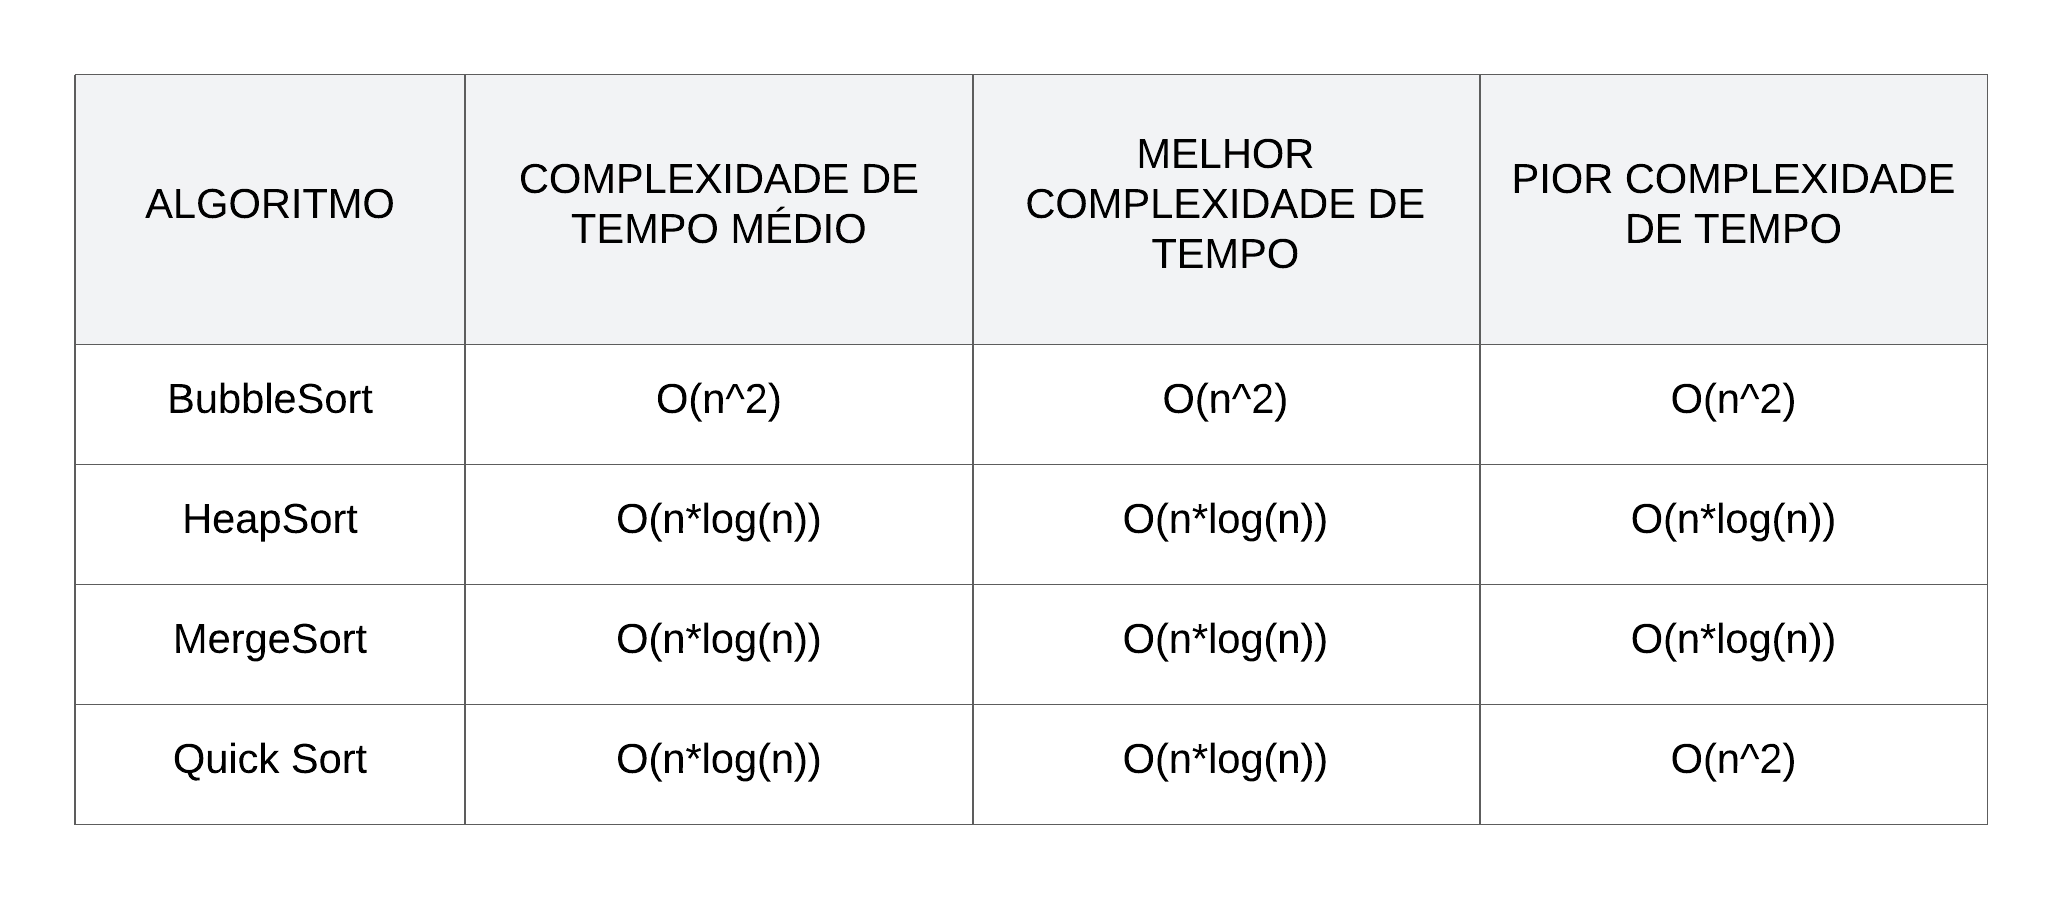 ALGORITMO
COMPLEXIDADE DE
TEMPO MÉDIO
MELHOR
COMPLEXIDADE DE
TEMPO
PIOR COMPLEXIDADE
DE TEMPO
BubbleSort
O(n^2)
O(n^2)
O(n^2)
HeapSort
O(n*log(n))
O(n*log(n))
O(n*log(n))
MergeSort
O(n*log(n))
O(n*log(n))
O(n*log(n))
Quick Sort
O(n*log(n))
O(n*log(n))
O(n^2)